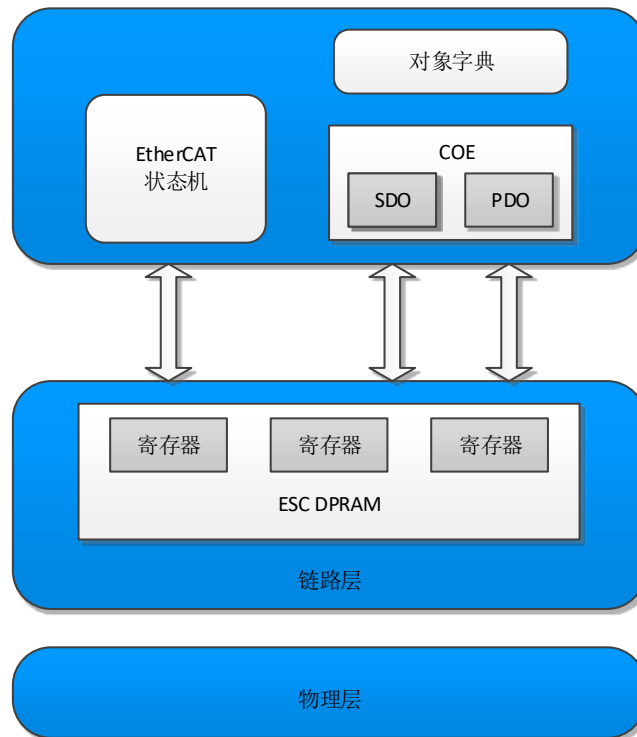 对象字典
EtherCAT
状态机
COE
SDO
PDO
寄存器
寄存器
寄存器
ESC DPRAM
链路层
物理层